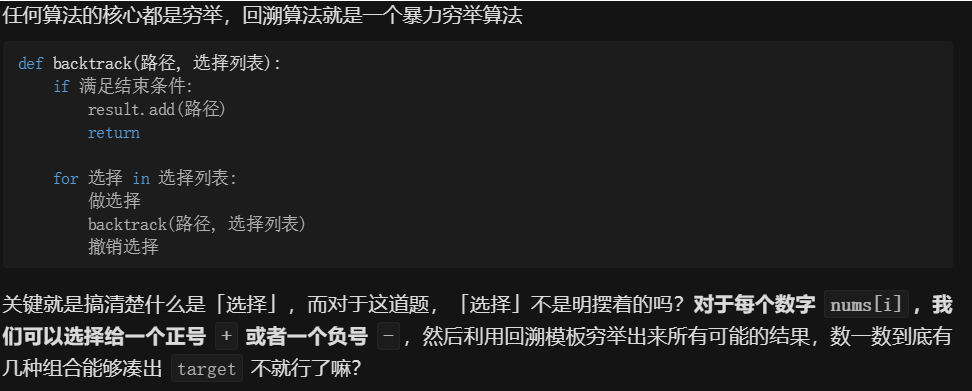 任何算法的核心都是穷举，回溯算法就是一个暴力穷举算法
def backtrack(路径, 选择列表):
    if 满足结束条件:
        result.add(路径)
        return
    for 选择 in 选择列表:
        做选择
        backtrack(路径, 选择列表)
        撤销选择
关键就是搞清楚什么是「选择」，而对于这道题，「选择」不是明摆着的吗？对于每个数字 nums[i]，我
们可以选择给一个正号 + 或者一个负号 -，然后利用回溯模板穷举出来所有可能的结果，数一数到底有
几种组合能够凑出 target 不就行了嘛？